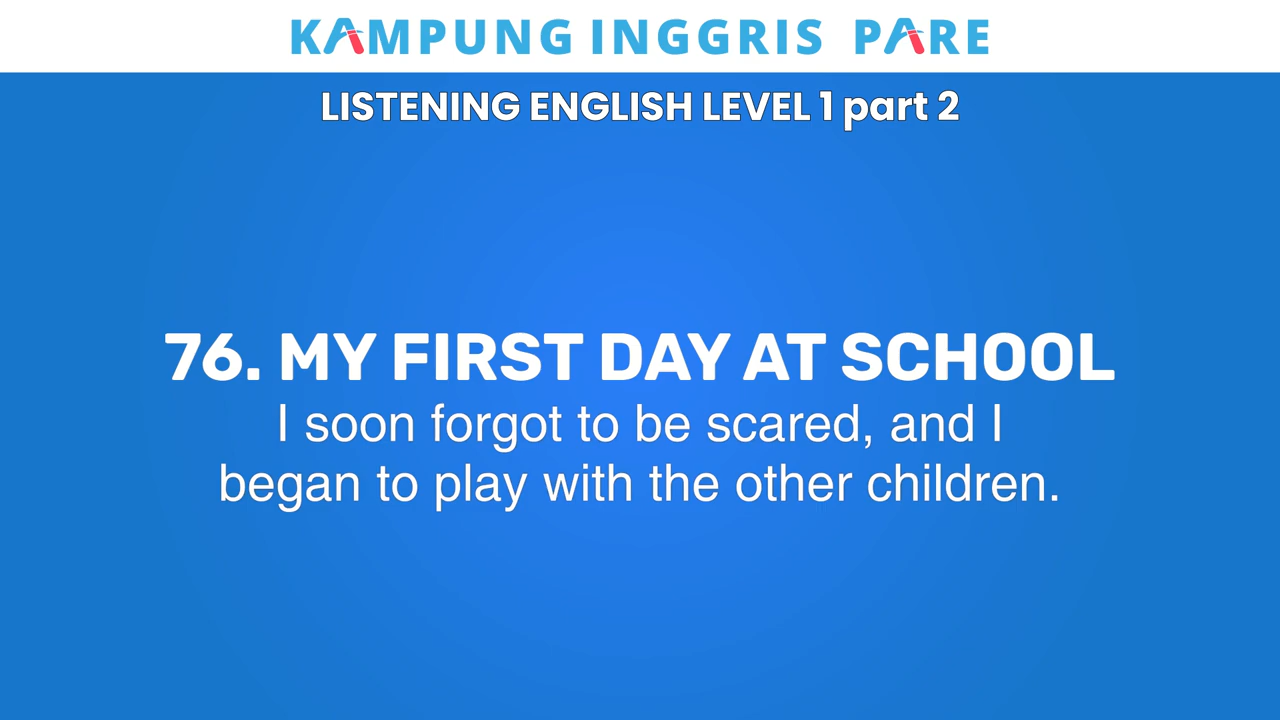 KAMPUNG INGGRIS PARE
LISTENING ENGLISH LEVEL 1 part 2
76. MY FIRST DAY AT SCHOOL
I soon forgot to be scared, and I
began to play with the other children.